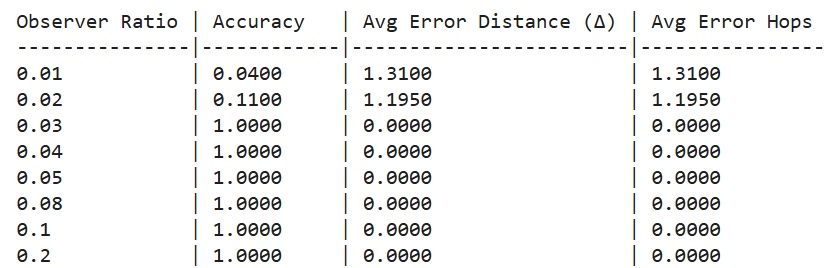 Observer Ratio | Accuracy   | Avg Error Distance (Δ) | Avg Error Hops
---------------|------------|------------------------|----------------
0.01           | 0.0400     | 1.3100                 | 1.3100
0.02           | 0.1100     | 1.1950                 | 1.1950
0.03           | 1.0000     | 0.0000                 | 0.0000
0.04           | 1.0000     | 0.0000                 | 0.0000
0.05           | 1.0000     | 0.0000                 | 0.0000
0.08           | 1.0000     | 0.0000                 | 0.0000
0.1            | 1.0000     | 0.0000                 | 0.0000
0.2            | 1.0000     | 0.0000                 | 0.0000